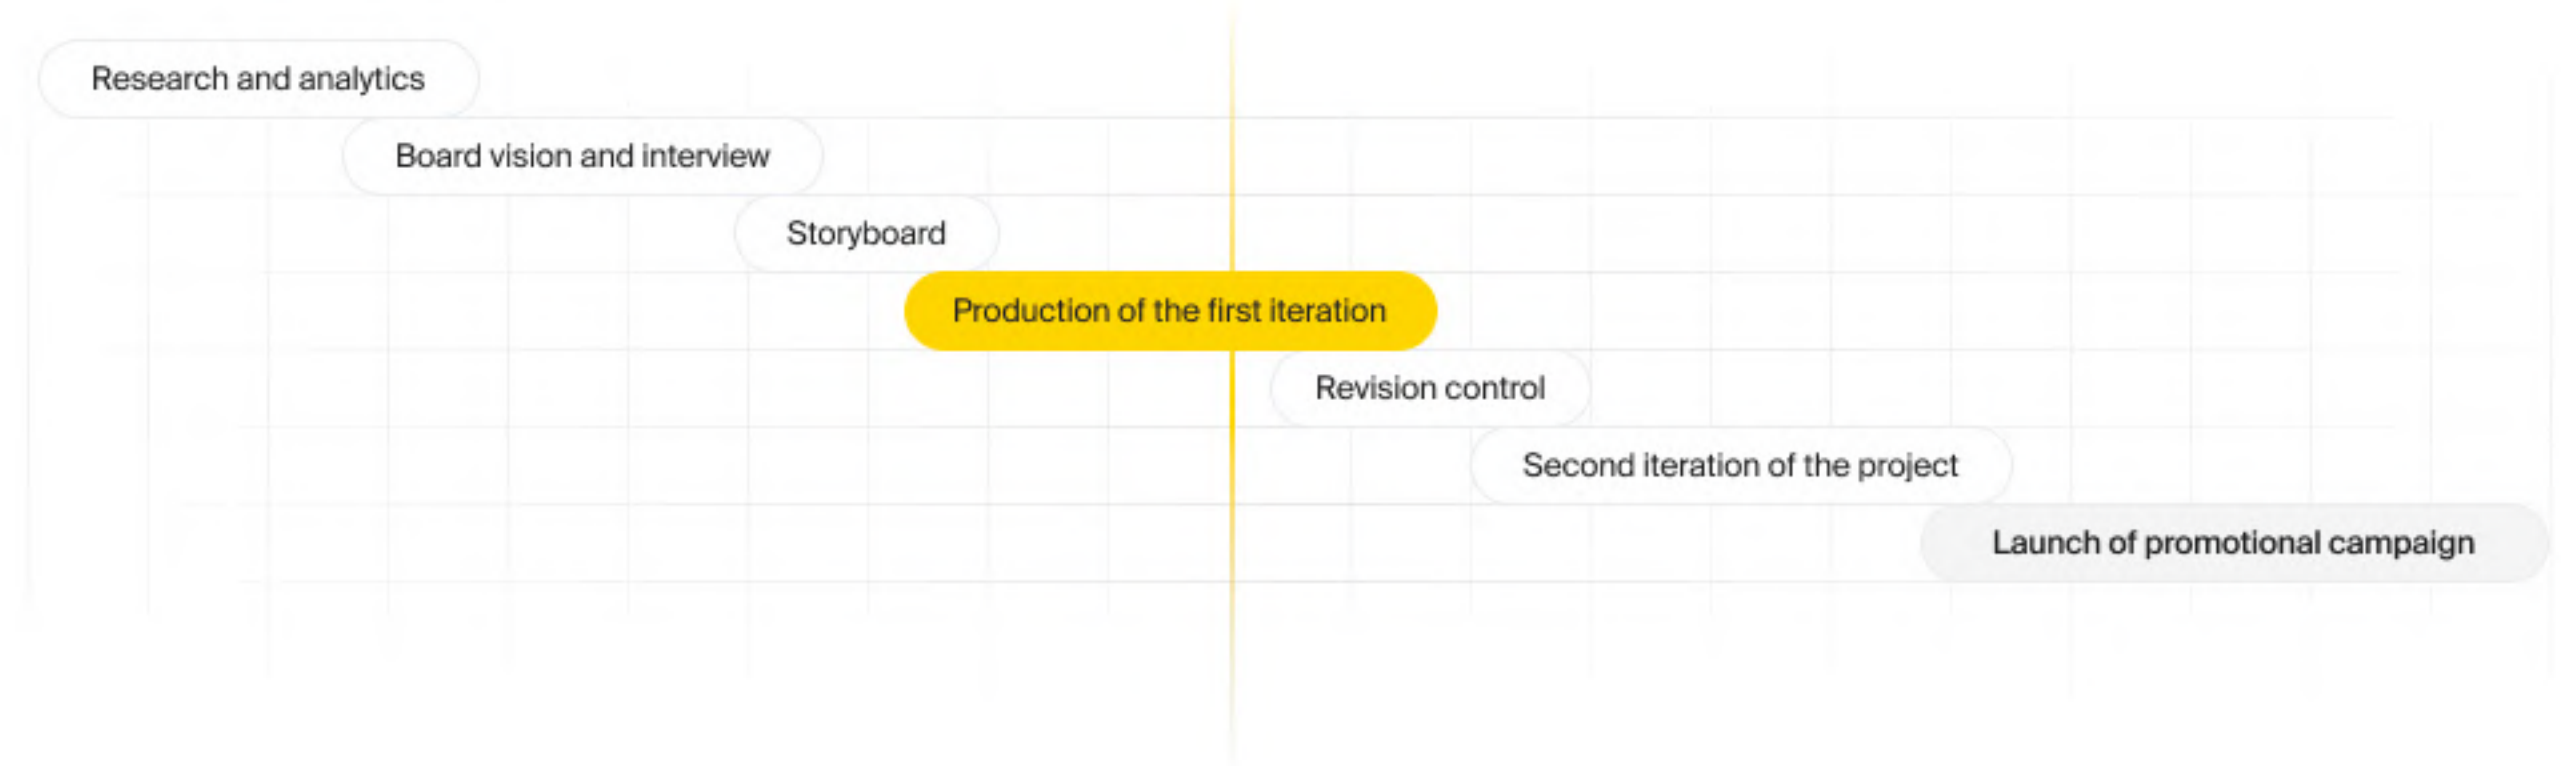 Research and analytics
Board vision and interview
Storyboard
Production of the first iteration
Revision control
Second iteration of the project
Launch of promotional campaign